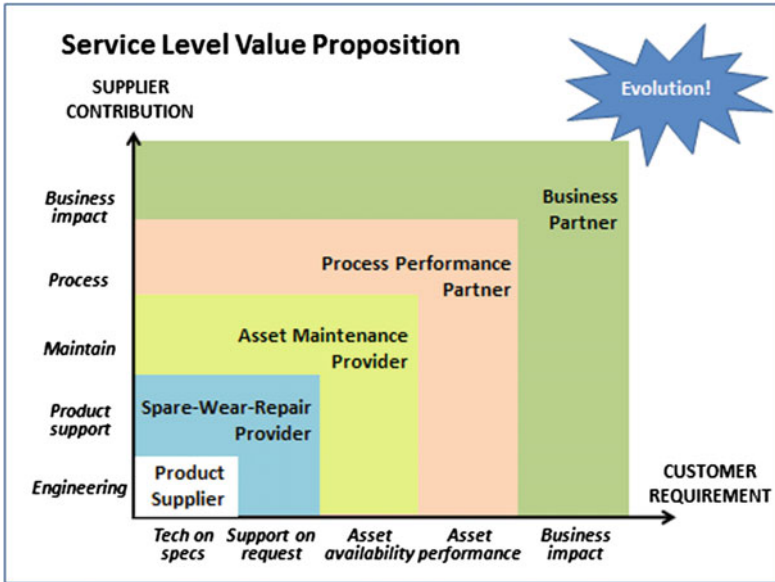 Service Level Value Proposition
Evolution!
SUPPLIER
CONTRIBUTION
Business
impact
Process
Maintain
Product
support
Engineering
Business
Partner
Process Performance
Partner
Asset Maintenance
Provider
Spare-Wear-Repair
Provider
Product
Supplier
CUSTOMER
REQUIREMENT
Tech on
specs
Support on
request
Asset
availability
Asset
performance
Business
impact